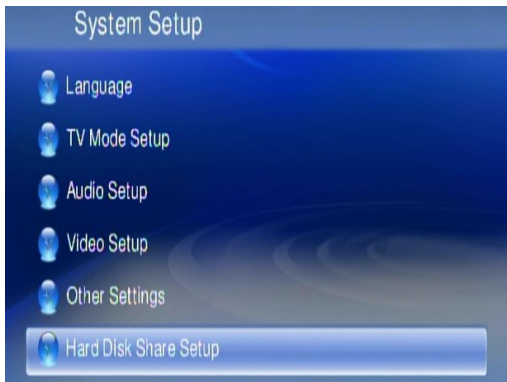 System Setup
Language
TV Mode Setup
Audio Setup
Video Setup
Other Settings
Hard Disk Share Setup